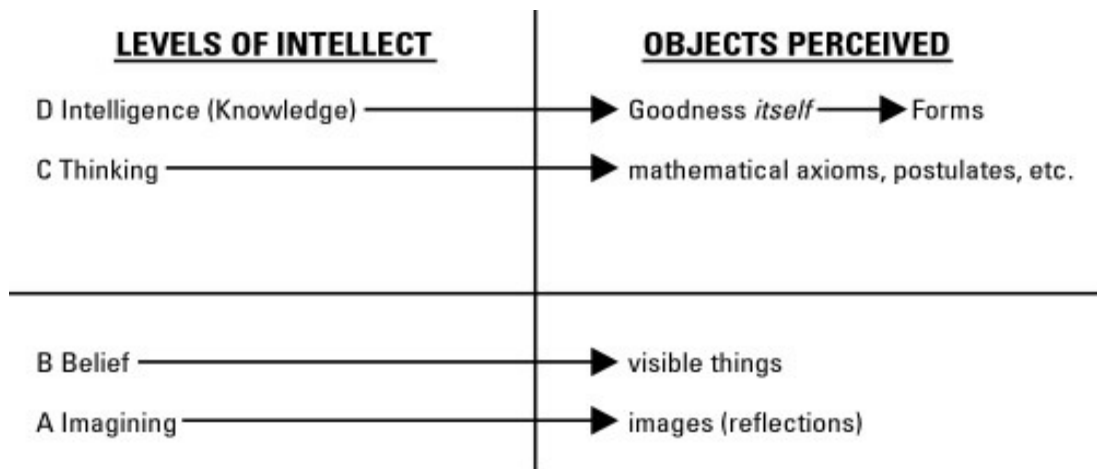 LEVELS OF INTELLECT OBJECTS PERCEIVED
D Intelligence (Knowledge) Goodness itself Forms
C Thinking mathematical axioms, postulates, etc.
B Belief visible things
A Imagining images (reflections)